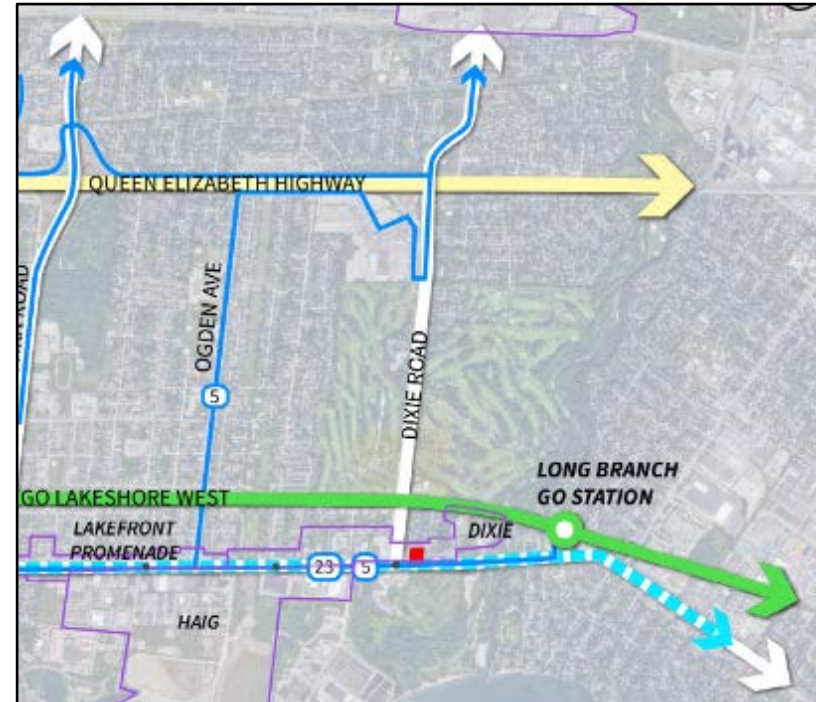 QUEEN ELIZABETH HIGHWAY
ROAD
OGDEN AVE
5
DIXIE ROAD
LONG BRANCH
GO STATION
GO LAKESHORE WEST
LAKEFRONT
PROMENADE
DIXIE
23
5
HAIG